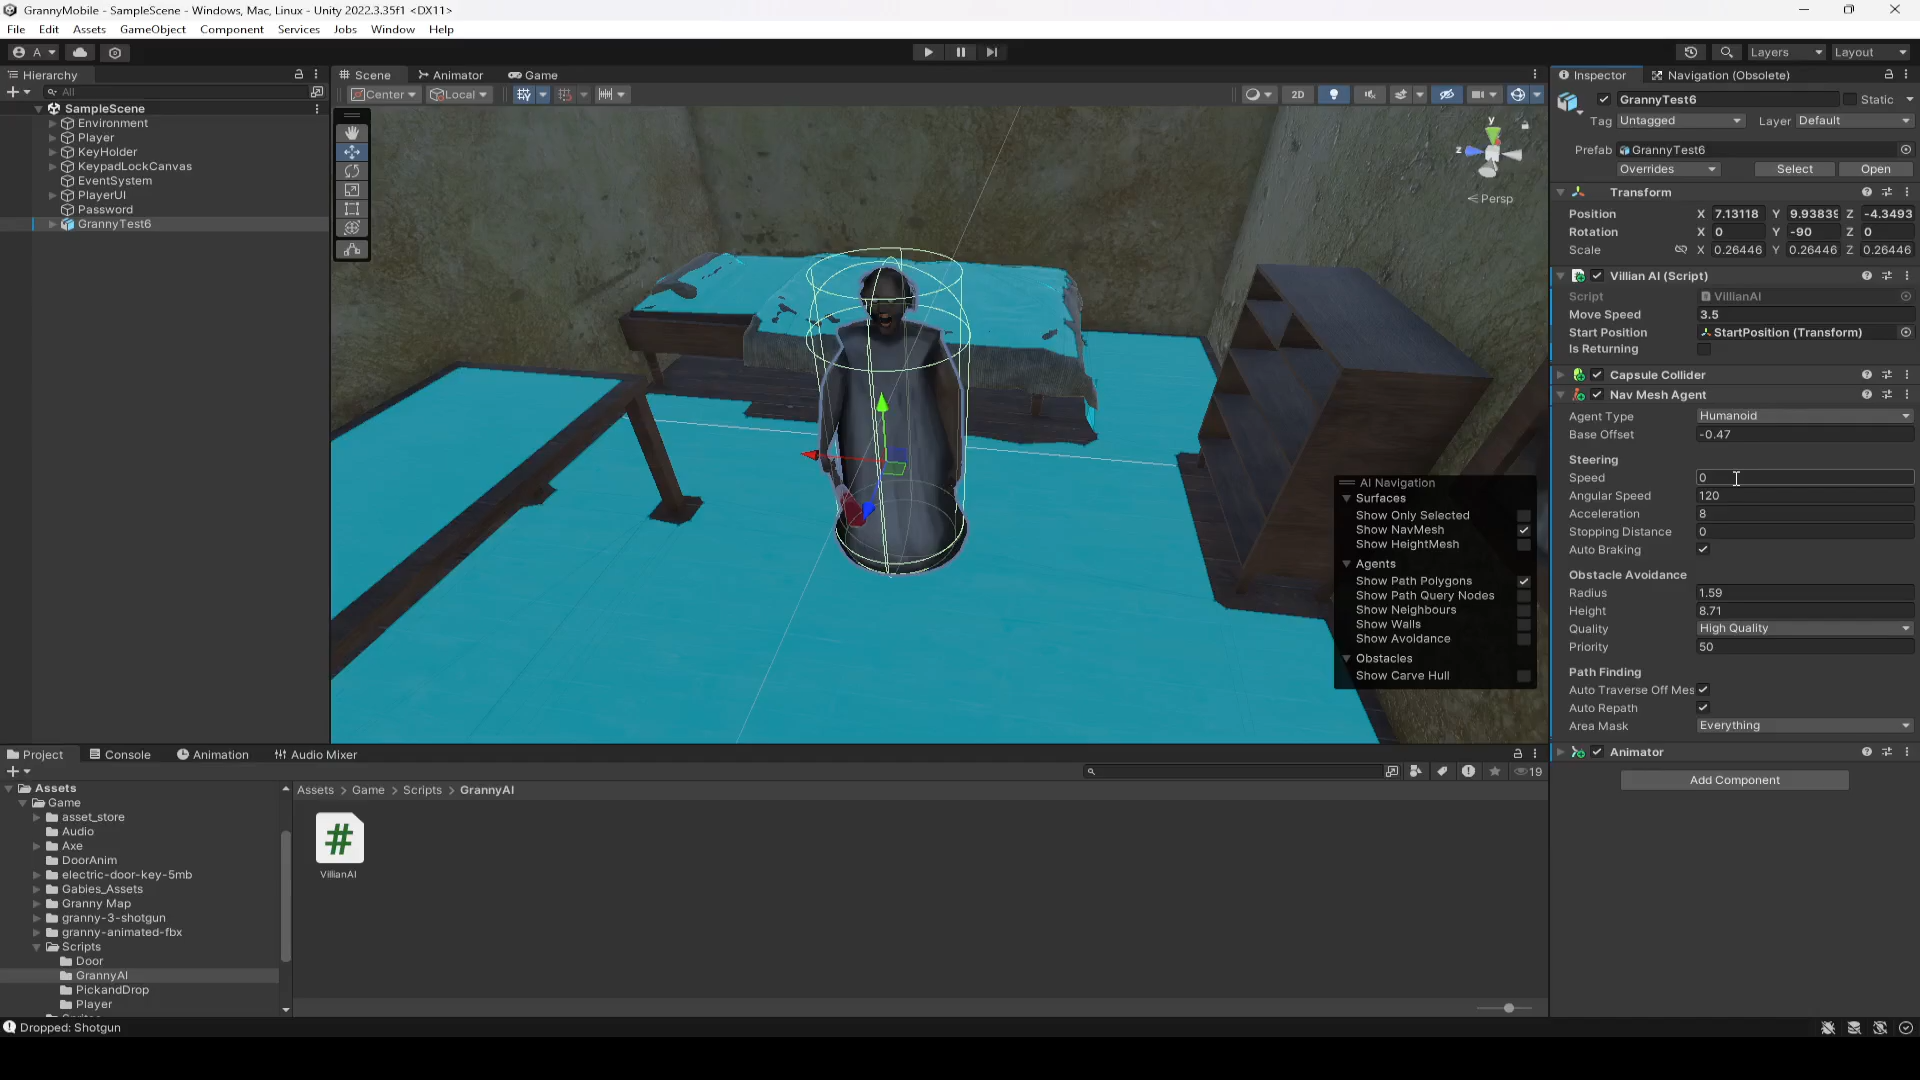 GrannyMobile - SampleScene - Windows, Mac, Linux - Unity 2022.3.35f1 <DX11>
File Edit Assets GameObject Component Services Jobs Window Help
A Layers Layout
Hierarchy
All
SampleScene
Environment
Player
KeyHolder
KeypadLockCanvas
EventSystem
PlayerUI
Password
GrannyTest6
Scene Animator Game
Center Local 2D
y
z
Persp
AI Navigation
Surfaces
Show Only Selected
Show NavMesh
Show HeightMesh
Agents
Show Path Polygons
Show Path Query Nodes
Show Neighbours
Show Walls
Show Avoidance
Obstacles
Show Carve Hull
Inspector Navigation (Obsolete)
GrannyTest6 Static
Tag Untagged Layer Default
Prefab GrannyTest6
Overrides Select Open
Transform
Position X 7.13118 Y 9.93839 Z -4.3493
Rotation X 0 Y -90 Z 0
Scale X 0.26446 Y 0.26446 Z 0.26446
Villian AI (Script)
Script VillianAI
Move Speed 3.5
Start Position StartPosition (Transform)
Is Returning
Capsule Collider
Nav Mesh Agent
Agent Type Humanoid
Base Offset -0.47
Steering
Speed 0
Angular Speed 120
Acceleration 8
Stopping Distance 0
Auto Braking
Obstacle Avoidance
Radius 1.59
Height 8.71
Quality High Quality
Priority 50
Path Finding
Auto Traverse Off Mes
Auto Repath
Area Mask Everything
Animator
Add Component
Project Console Animation Audio Mixer
19
Assets
Game
asset_store
Audio
Axe
DoorAnim
electric-door-key-5mb
Gabies_Assets
Granny Map
granny-3-shotgun
granny-animated-fbx
Scripts
Door
GrannyAI
PickandDrop
Player
Assets > Game > Scripts > GrannyAI
#
VillianAI
Dropped: Shotgun